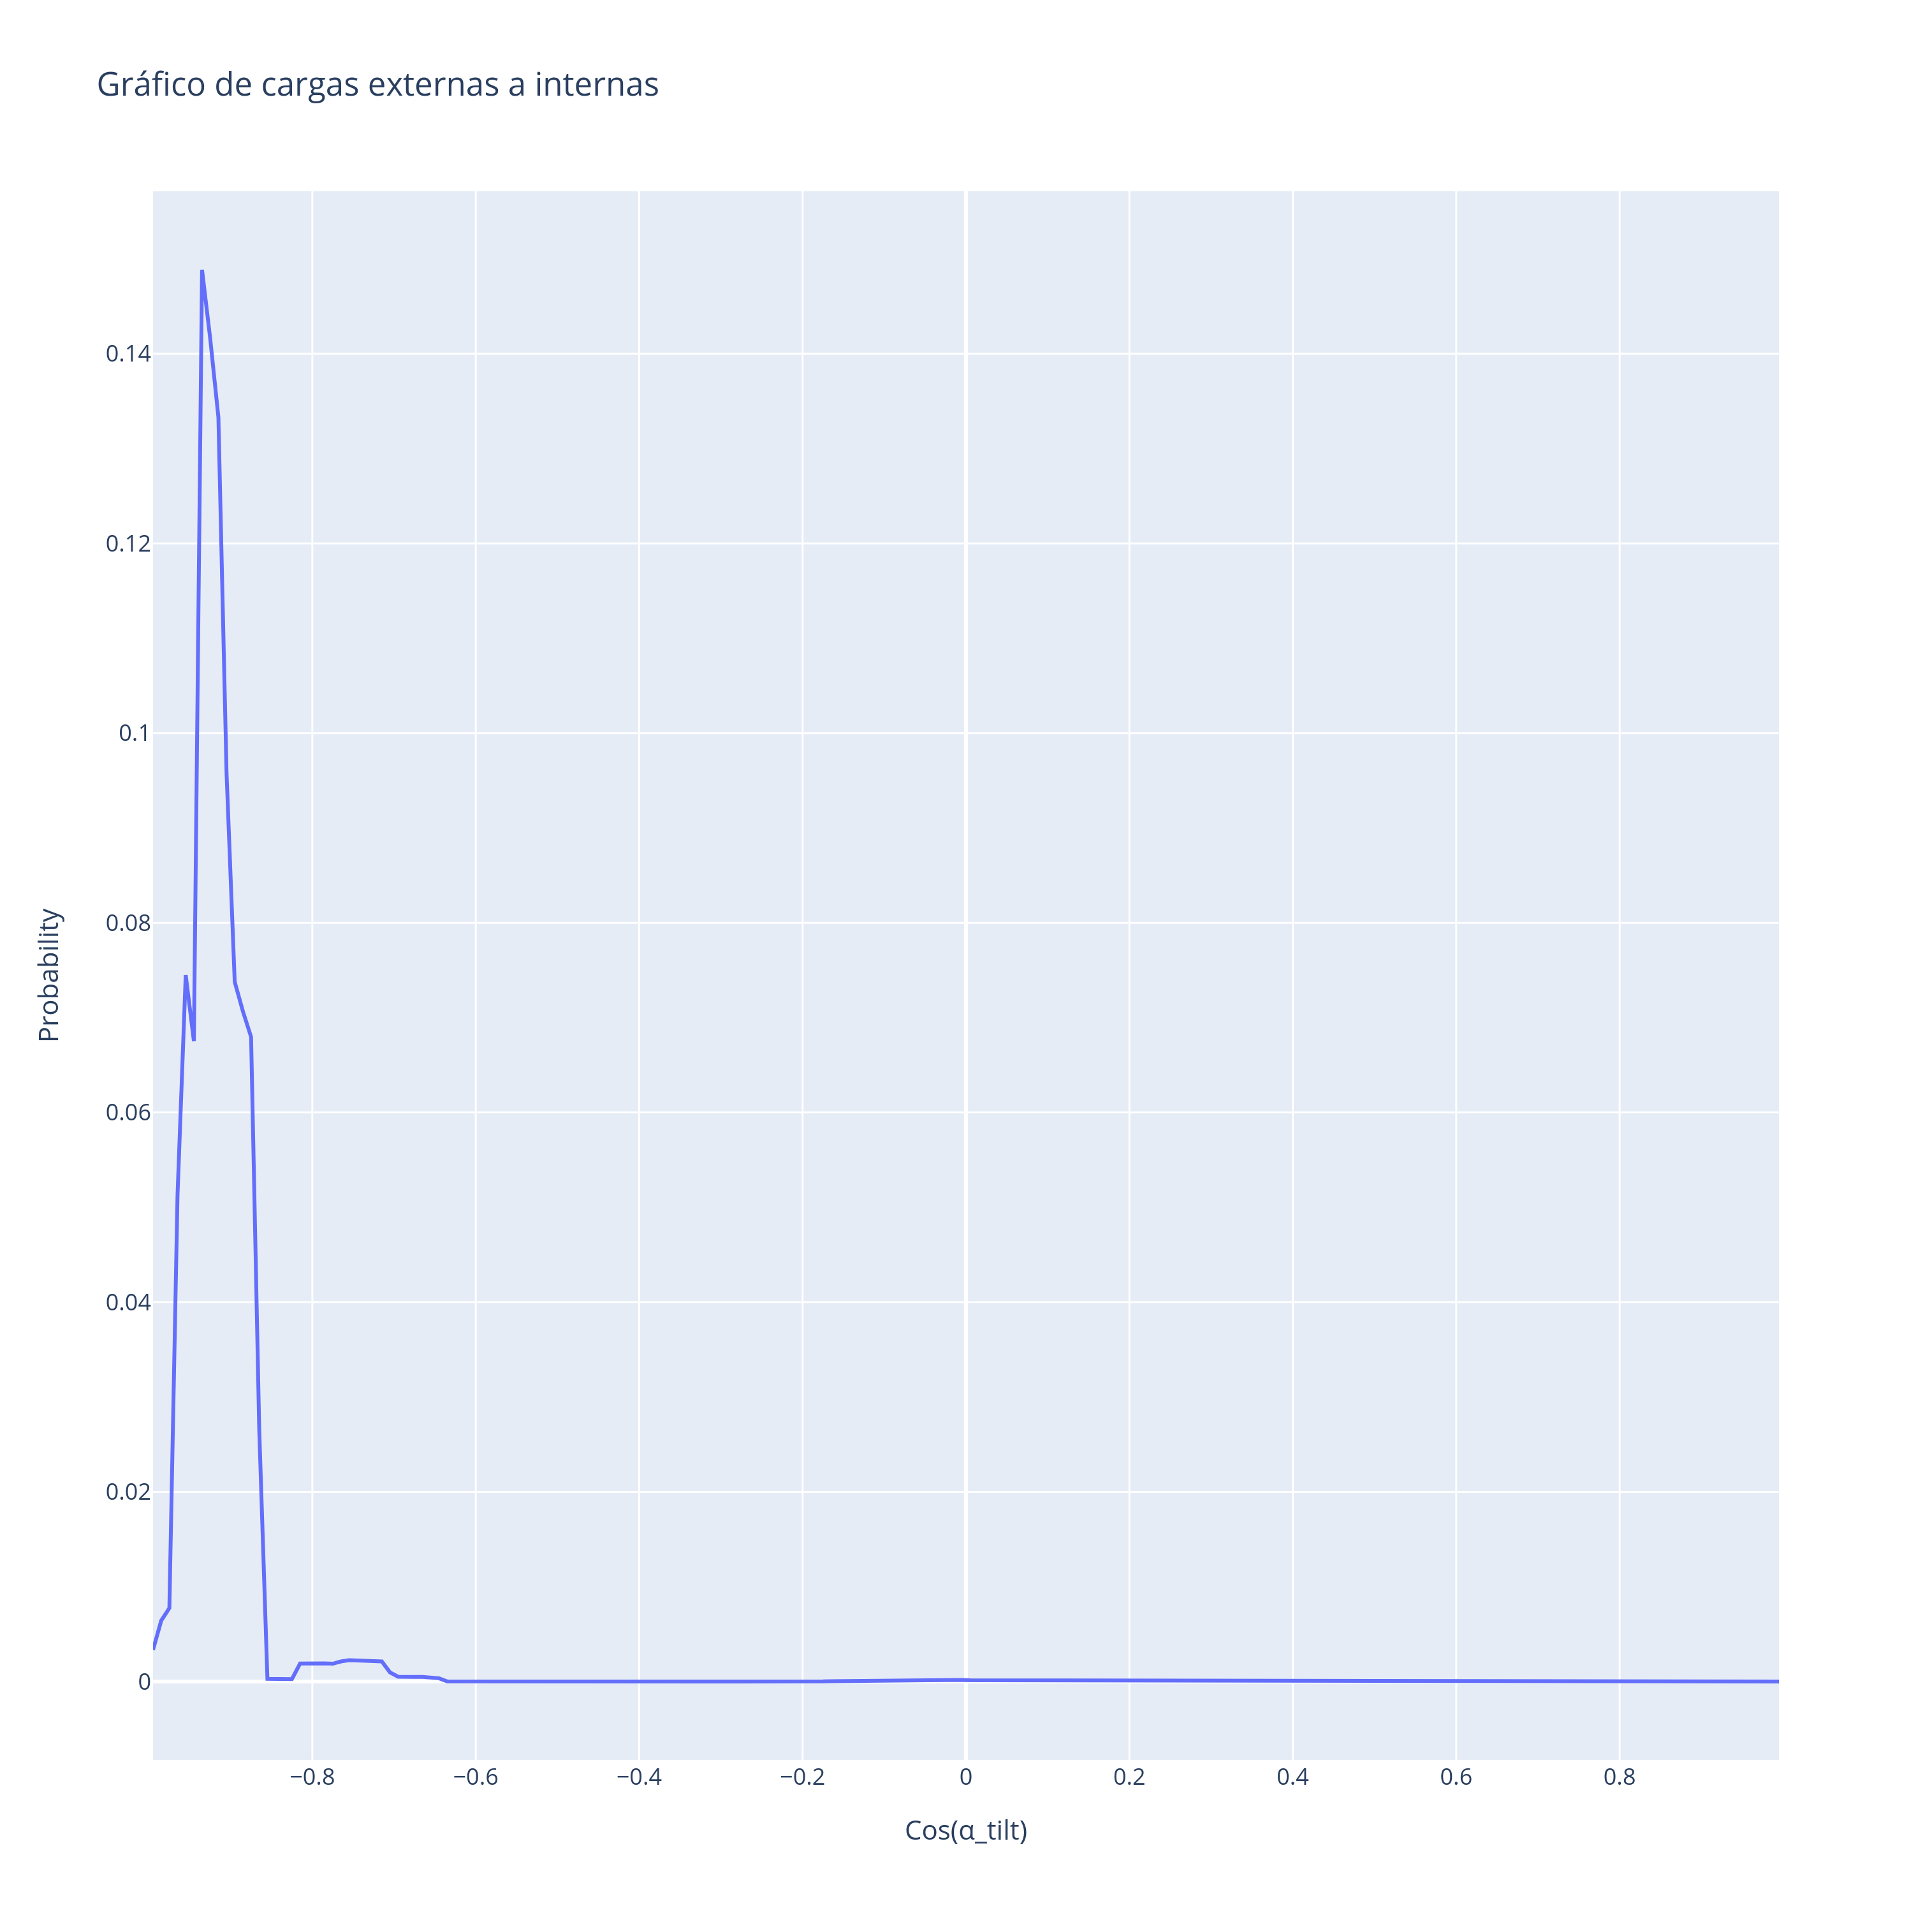 Gráfico de cargas externas a internas
0.14
0.12
0.1
0.08
0.06
0.04
0.02
0
Probability
−0.8 −0.6 −0.4 −0.2 0 0.2 0.4 0.6 0.8
Cos(α_tilt)